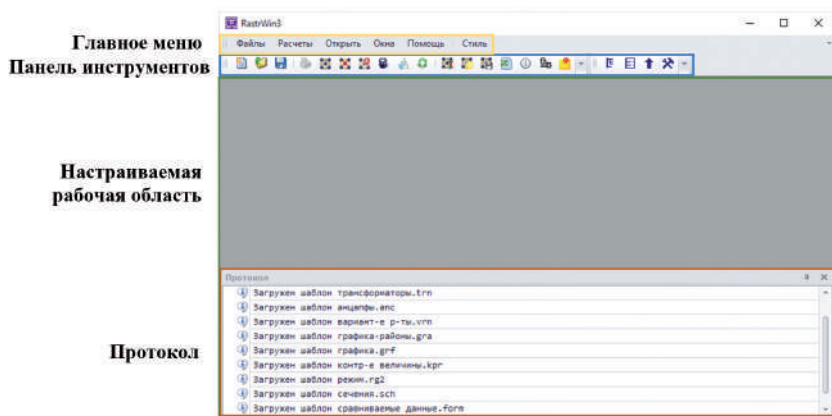 RastrWin3
Главное меню
Файлы Расчеты Открыть Окна Помощь Стиль
Панель инструментов
Настраиваемая
рабочая область
Протокол
Протокол
Загружен шаблон трансформаторы.trn
Загружен шаблон анцапфы.anc
Загружен шаблон вариант-е р-ты.vrn
Загружен шаблон графика-районы.gra
Загружен шаблон графика.grf
Загружен шаблон контр-е величины.kpr
Загружен шаблон режим.rg2
Загружен шаблон сечения.sch
Загружен шаблон сравниваемые данные.form